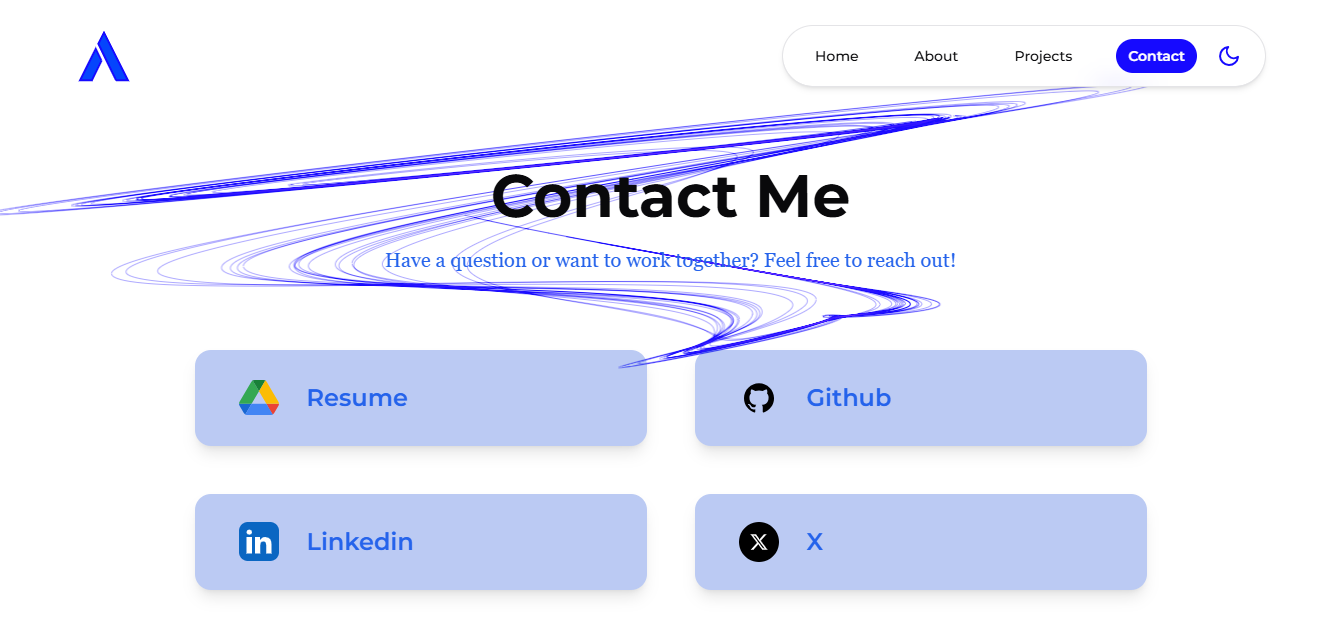 Home
About
Projects
Contact
Contact Me
Have a question or want to work together? Feel free to reach out!
Resume
Github
in Linkedin
X X